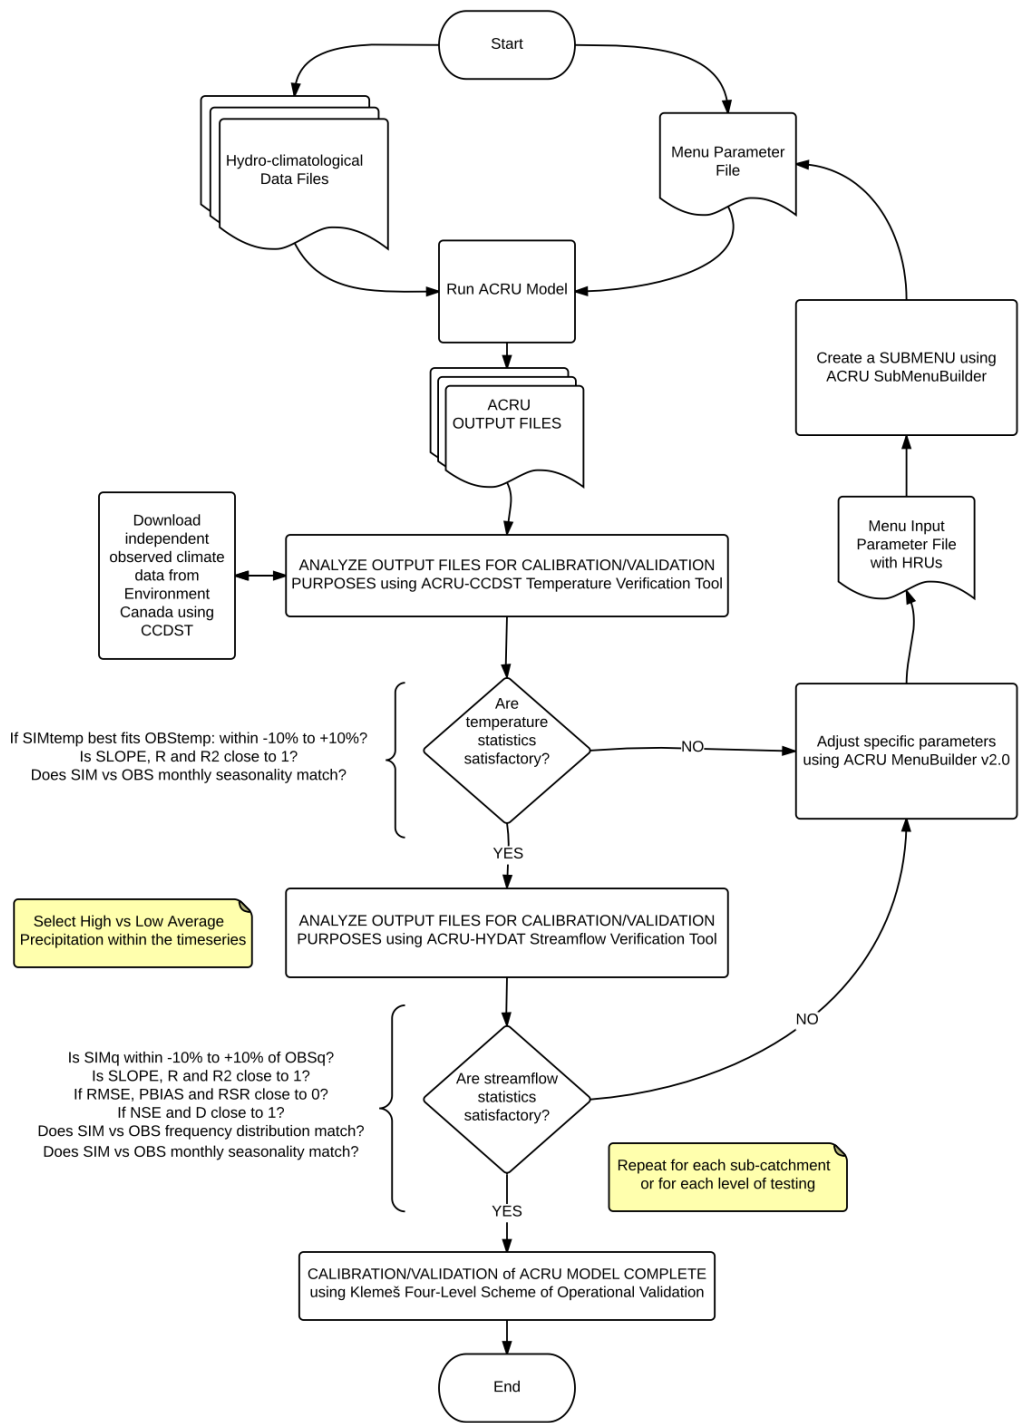 Start
Hydro-climatological
Data Files
Menu Parameter
File
Run ACRU Model
Create a SUBMENU using
ACRU SubMenuBuilder
ACRU
OUTPUT FILES
Menu Input
Parameter File
with HRUs
Download
independent
observed climate
data from
Environment
Canada using
CCDST
ANALYZE OUTPUT FILES FOR CALIBRATION/VALIDATION
PURPOSES using ACRU-CCDST Temperature Verification Tool
Are
temperature
statistics
satisfactory?
If SIMtemp best fits OBStemp: within -10% to +10%?
Is SLOPE, R and R2 close to 1?
Does SIM vs OBS monthly seasonality match?
NO
Adjust specific parameters
using ACRU MenuBuilder v2.0
YES
ANALYZE OUTPUT FILES FOR CALIBRATION/VALIDATION
PURPOSES using ACRU-HYDAT Streamflow Verification Tool
Select High vs Low Average
Precipitation within the timeseries
NO
Is SIMq within -10% to +10% of OBSq?
Is SLOPE, R and R2 close to 1?
If RMSE, PBIAS and RSR close to 0?
If NSE and D close to 1?
Does SIM vs OBS frequency distribution match?
Does SIM vs OBS monthly seasonality match?
Are streamflow
statistics
satisfactory?
Repeat for each sub-catchment
or for each level of testing
YES
CALIBRATION/VALIDATION of ACRU MODEL COMPLETE
using Klemeš Four-Level Scheme of Operational Validation
End